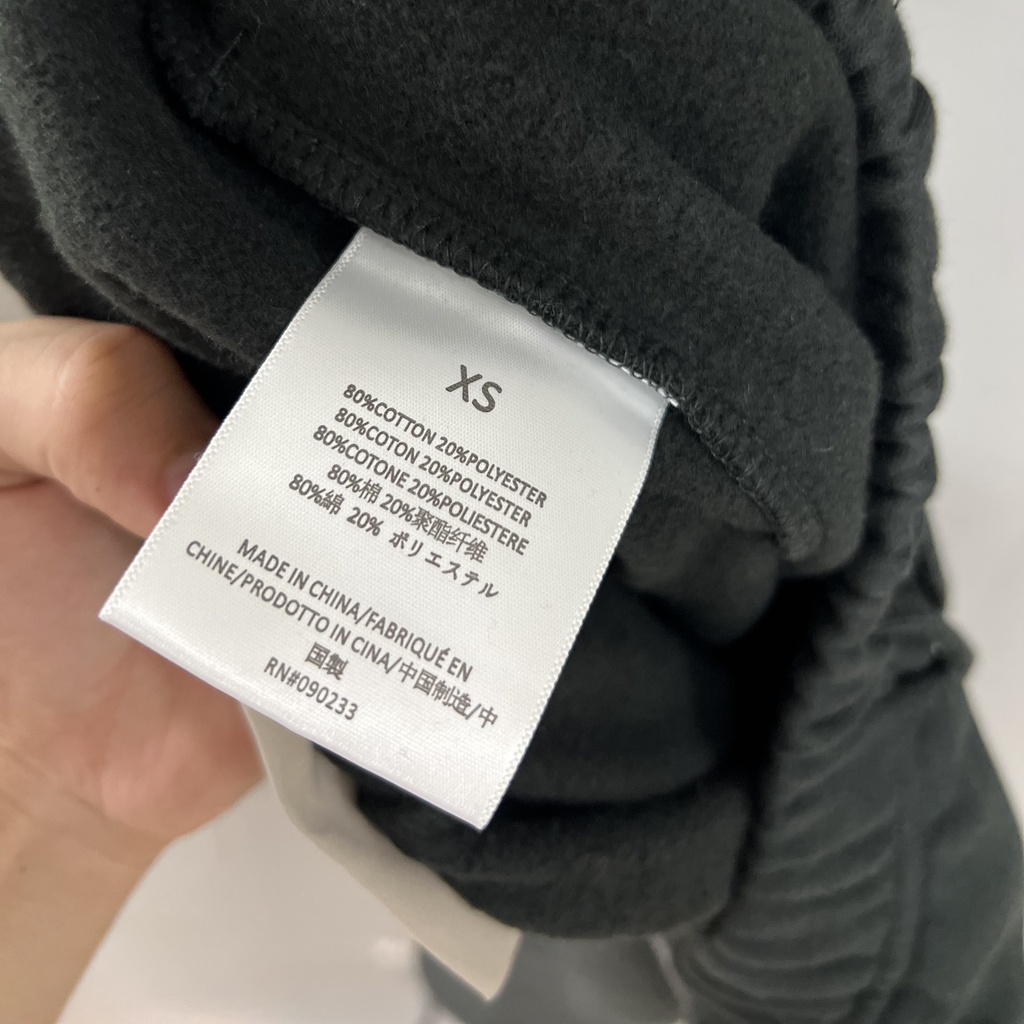 XS
80%COTTON 20%POLYESTER
80%COTON 20%POLYESTER
80%COTONE 20%POLIESTERE
80%棉 20%聚酯纤维
80%綿 20% ポリエステル
MADE IN CHINA/FABRIQUÉ EN
CHINE/PRODOTTO IN CINA/中国制造/中
国製
RN#090233